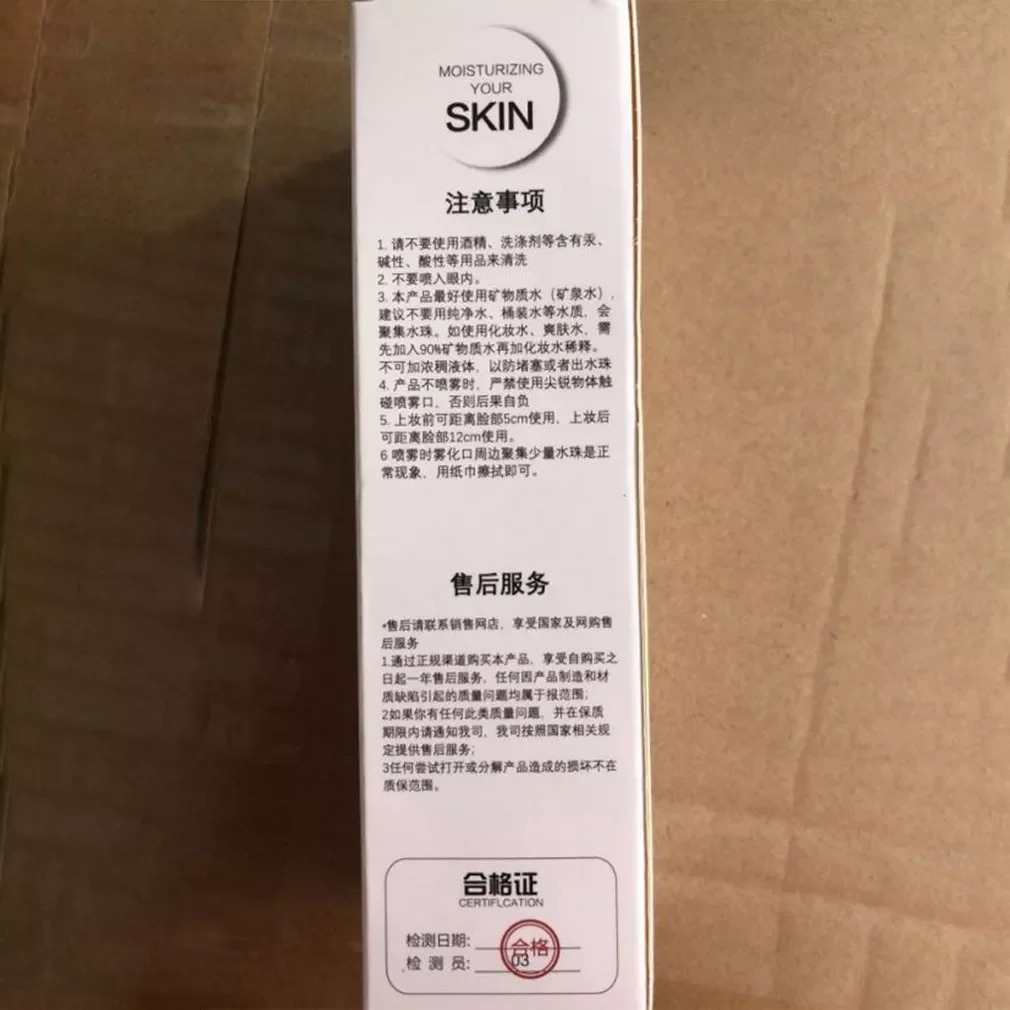 MOISTURIZING
YOUR
SKIN
注意事项
1. 请不要使用酒精、洗涤剂等含有汞、
碱性、酸性等用品来清洗
2. 不要喷入眼内。
3. 本产品最好使用矿物质水（矿泉水），
建议不要用纯净水、桶装水等水质，会
聚集水珠。如使用化妆水、爽肤水，需
先加入90%矿物质水再加化妆水稀释。
不可加浓稠液体，以防堵塞或者出水珠
4. 产品不喷雾时，严禁使用尖锐物体触
碰喷雾口，否则后果自负
5. 上妆前可距离脸部5cm使用，上妆后
可距离脸部12cm使用。
6 喷雾时雾化口周边聚集少量水珠是正
常现象，用纸巾擦拭即可。
售后服务
*售后请联系销售网店，享受国家及网购售
后服务
1.通过正规渠道购买本产品，享受自购买之
日起一年售后服务，任何因产品制造和材
质缺陷引起的质量问题均属于报范围；
2如果你有任何此类质量问题，并在保质
期限内请通知我司，我司按照国家相关规
定提供售后服务；
3任何尝试打开或分解产品造成的损坏不在
质保范围。
合格证
CERTIFLCATION
检测日期:
合格
检 测 员:
03